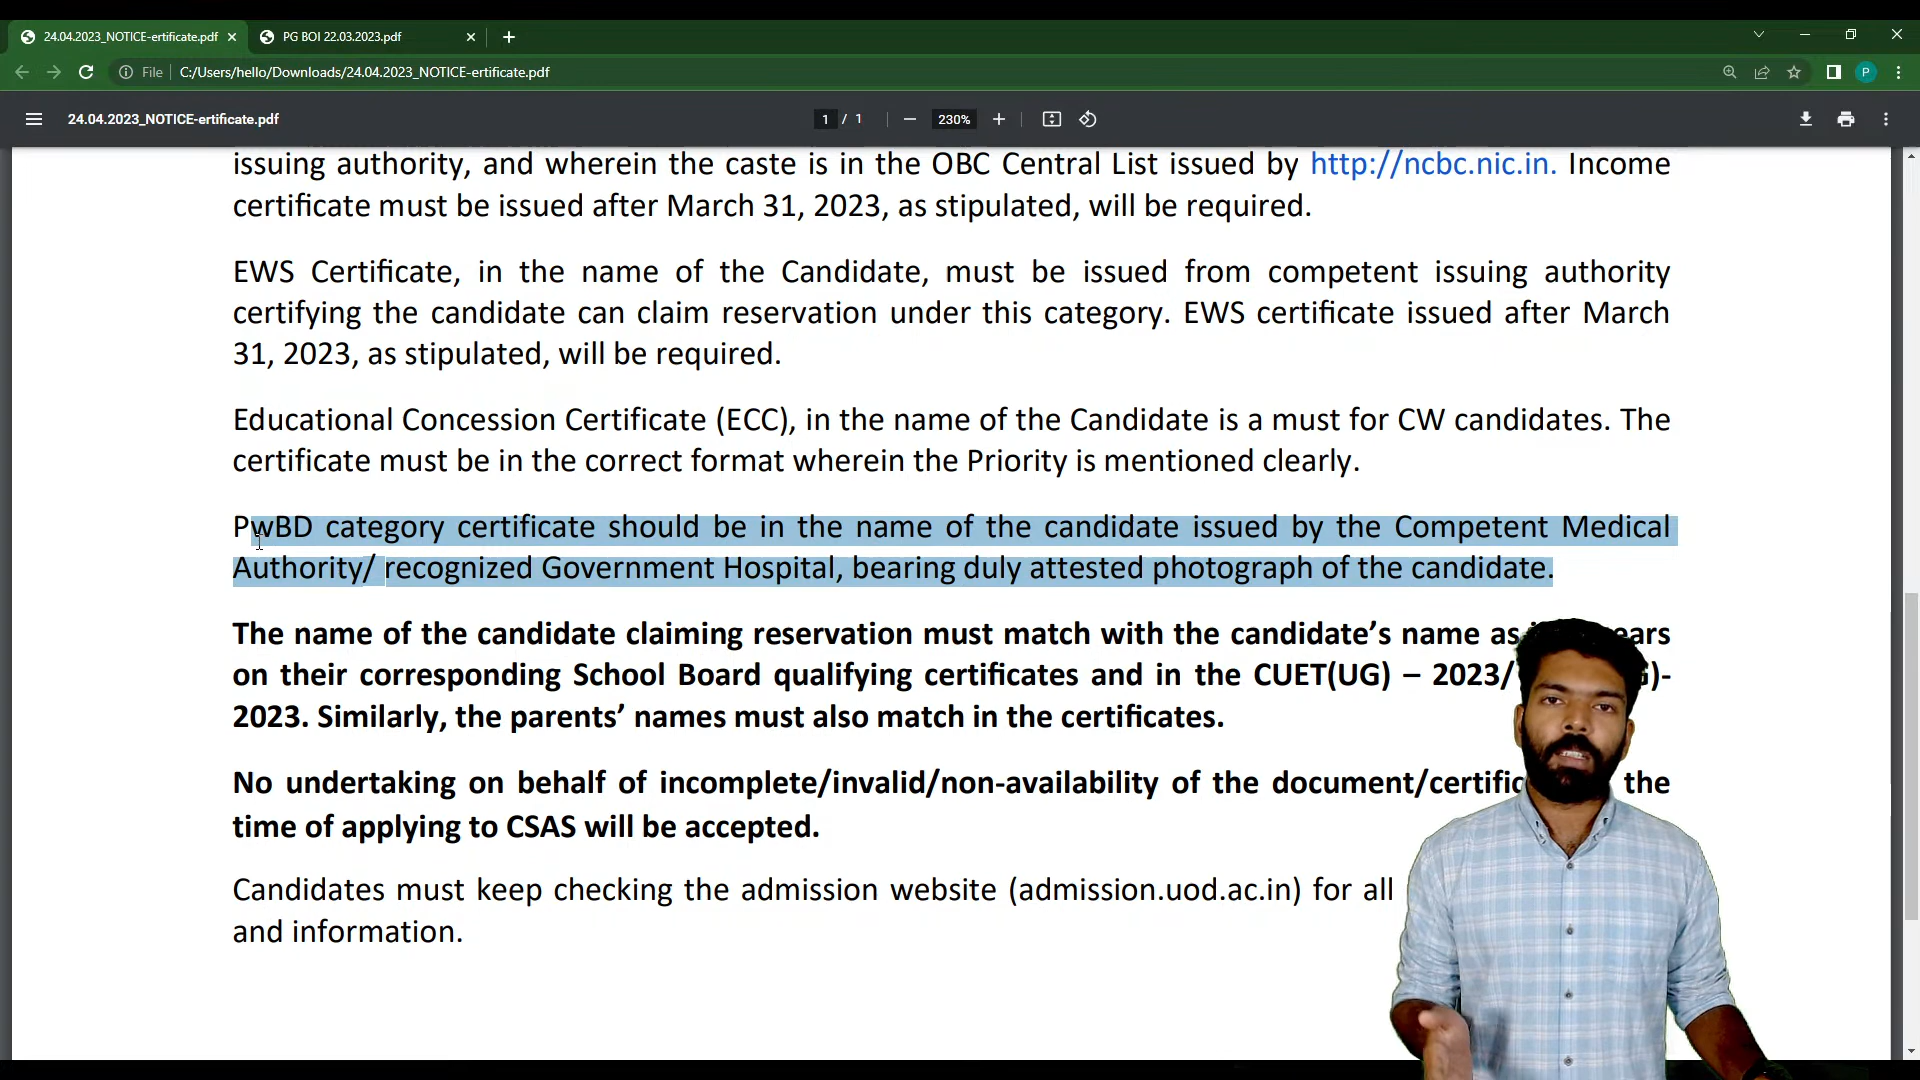 24.04.2023_NOTICE-ertificate.pdf
PG BOI 22.03.2023.pdf
File
C:/Users/hello/Downloads/24.04.2023_NOTICE-ertificate.pdf
P
24.04.2023_NOTICE-ertificate.pdf
1 / 1
230%
issuing authority, and wherein the caste is in the OBC Central List issued by http://ncbc.nic.in. Income
certificate must be issued after March 31, 2023, as stipulated, will be required.
EWS Certificate, in the name of the Candidate, must be issued from competent issuing authority
certifying the candidate can claim reservation under this category. EWS certificate issued after March
31, 2023, as stipulated, will be required.
Educational Concession Certificate (ECC), in the name of the Candidate is a must for CW candidates. The
certificate must be in the correct format wherein the Priority is mentioned clearly.
PwBD category certificate should be in the name of the candidate issued by the Competent Medical
Authority/ recognized Government Hospital, bearing duly attested photograph of the candidate.
The name of the candidate claiming reservation must match with the candidate's name as
on their corresponding School Board qualifying certificates and in the CUET(UG) – 2023/
2023. Similarly, the parents' names must also match in the certificates.
No undertaking on behalf of incomplete/invalid/non-availability of the the
time of applying to CSAS will be accepted.
Candidates must keep checking the admission website (admission.uod.ac.in) for all
and information.